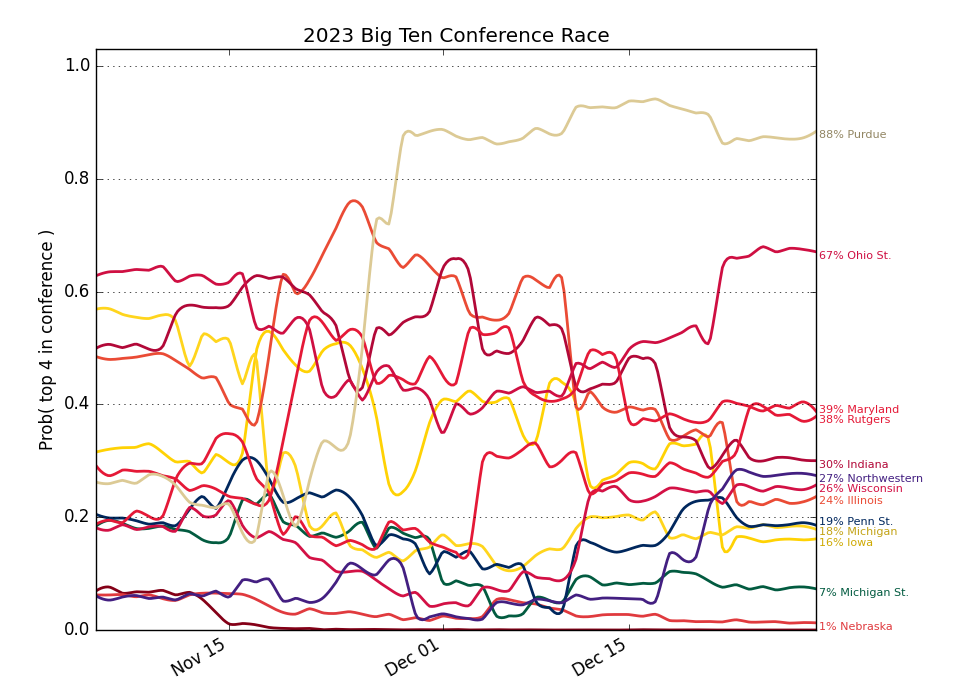 2023 Big Ten Conference Race
Prob( top 4 in conference )
1.0
0.8
0.6
0.4
0.2
0.0
Nov 15
Dec 01
Dec 15
88% Purdue
67% Ohio St.
39% Maryland
38% Rutgers
30% Indiana
27% Northwestern
26% Wisconsin
24% Illinois
19% Penn St.
18% Michigan
16% Iowa
7% Michigan St.
1% Nebraska